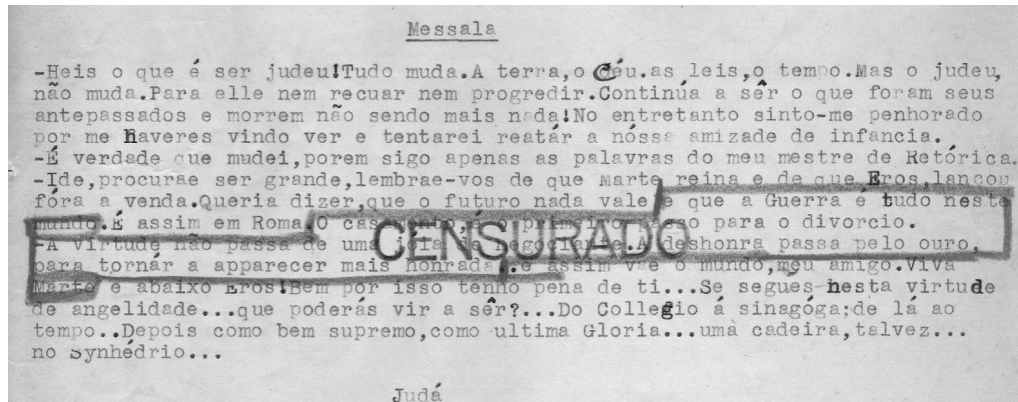 Messala
-Heis o que é ser judeu!Tudo muda.A terra,o Céu.as leis,o tempo.Mas o judeu,
não muda.Para elle nem recuar nem progredir.Continúa a sêr o que foram seus
antepassados e morrem não sendo mais nada!No entretanto sinto-me penhorado
por me haveres vindo ver e tentarei reatár a nóssa amizade de infancia.
-É verdade que mudei,porem sigo apenas as palavras do meu mestre de Retórica.
-Ide,procurae ser grande,lembrae-vos de que Marte reina e de que Eros,lançou
fóra a venda.Queria dizer,que o futuro nada vale e que a Guerra é tudo neste
mundo.É assim em Roma.O é o primeiro passo para o divorcio.
CENSURADO
-A virtude não passa de uma joia de negociante.A deshonra passa pelo ouro,
para tornár a apparecer mais honrada!.e assim vae o mundo,meu amigo.Viva
Marte e abaixo Eros!Bem pór isso tenho pena de ti...Se segues nesta virtude
de angelidade...que poderás vir a sêr?...Do Collegio á sinagóga;de lá ao
tempo..Depois como bem supremo,como ultima Gloria...uma cadeira,talvez...
no Synhédrio...
Judá